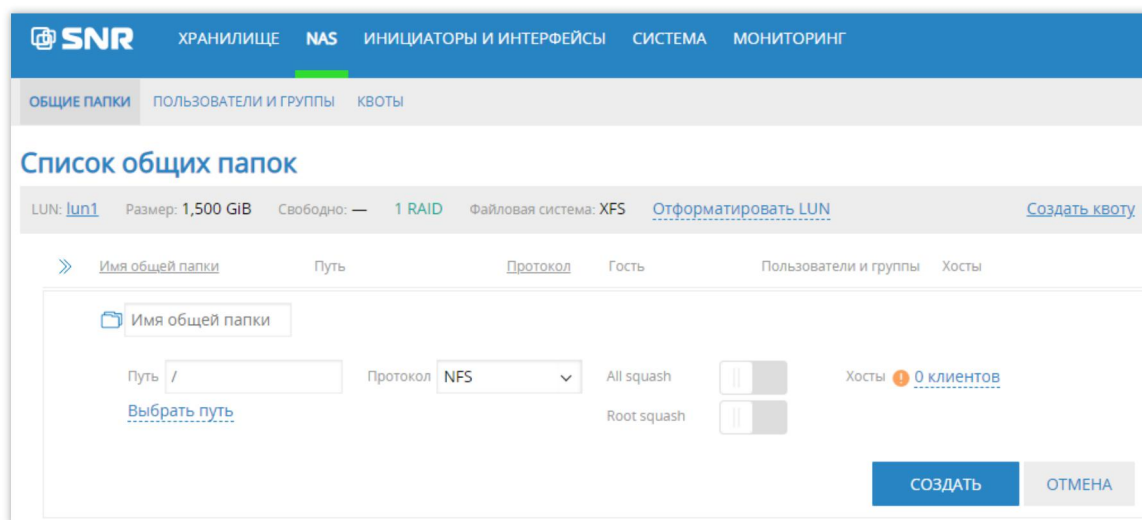 SNR ХРАНИЛИЩЕ NAS ИНИЦИАТОРЫ И ИНТЕРФЕЙСЫ СИСТЕМА МОНИТОРИНГ
ОБЩИЕ ПАПКИ ПОЛЬЗОВАТЕЛИ И ГРУППЫ КВОТЫ
Список общих папок
LUN: lun1 Размер: 1,500 GiB Свободно: — 1 RAID Файловая система: XFS Отформатировать LUN Создать квоту
Имя общей папки Путь Протокол Гость Пользователи и группы Хосты
Имя общей папки
Путь / Протокол NFS All squash Хосты 0 клиентов
Выбрать путь Root squash
СОЗДАТЬ ОТМЕНА